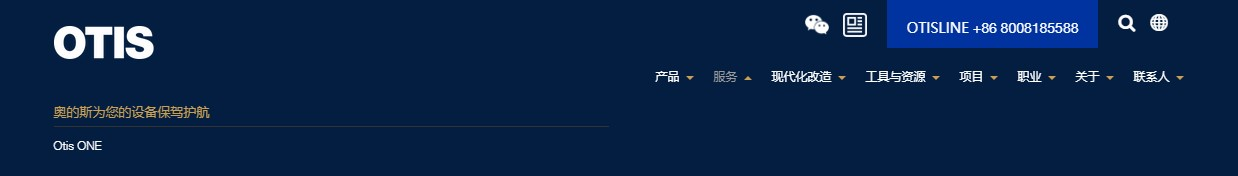 OTIS
OTISLINE +86 8008185588
产品 服务 现代化改造 工具与资源 项目 职业 关于 联系人
奥的斯为您的设备保驾护航
Otis ONE